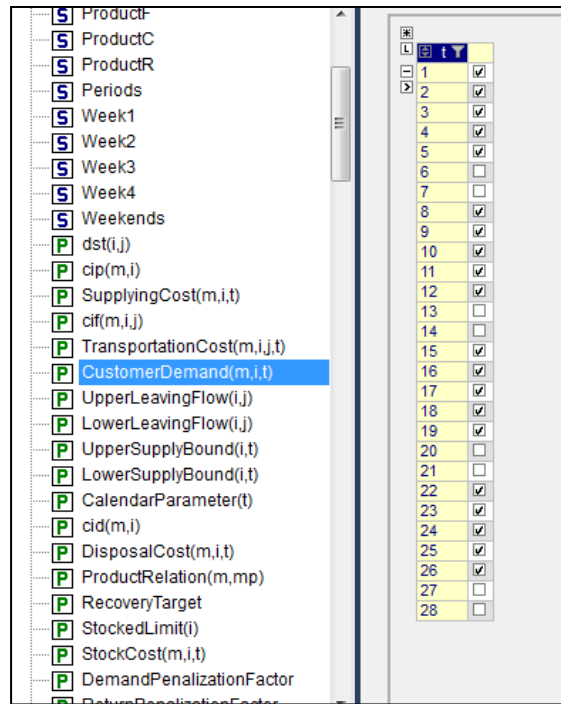 S ProductF
S ProductC
S ProductR
S Periods
S Week1
S Week2
S Week3
S Week4
S Weekends
P dst(i,j)
P cip(m,i)
P SupplyingCost(m,i,t)
P cif(m,i,j)
P TransportationCost(m,i,j,t)
P CustomerDemand(m,i,t)
P UpperLeavingFlow(i,j)
P LowerLeavingFlow(i,j)
P UpperSupplyBound(i,t)
P LowerSupplyBound(i,t)
P CalendarParameter(t)
P cid(m,i)
P DisposalCost(m,i,t)
P ProductRelation(m,mp)
P RecoveryTarget
P StockedLimit(i)
P StockCost(m,i,t)
P DemandPenalizationFactor
P ReturnPenalizationFactor
L t
1
2
3
4
5
6
7
8
9
10
11
12
13
14
15
16
17
18
19
20
21
22
23
24
25
26
27
28